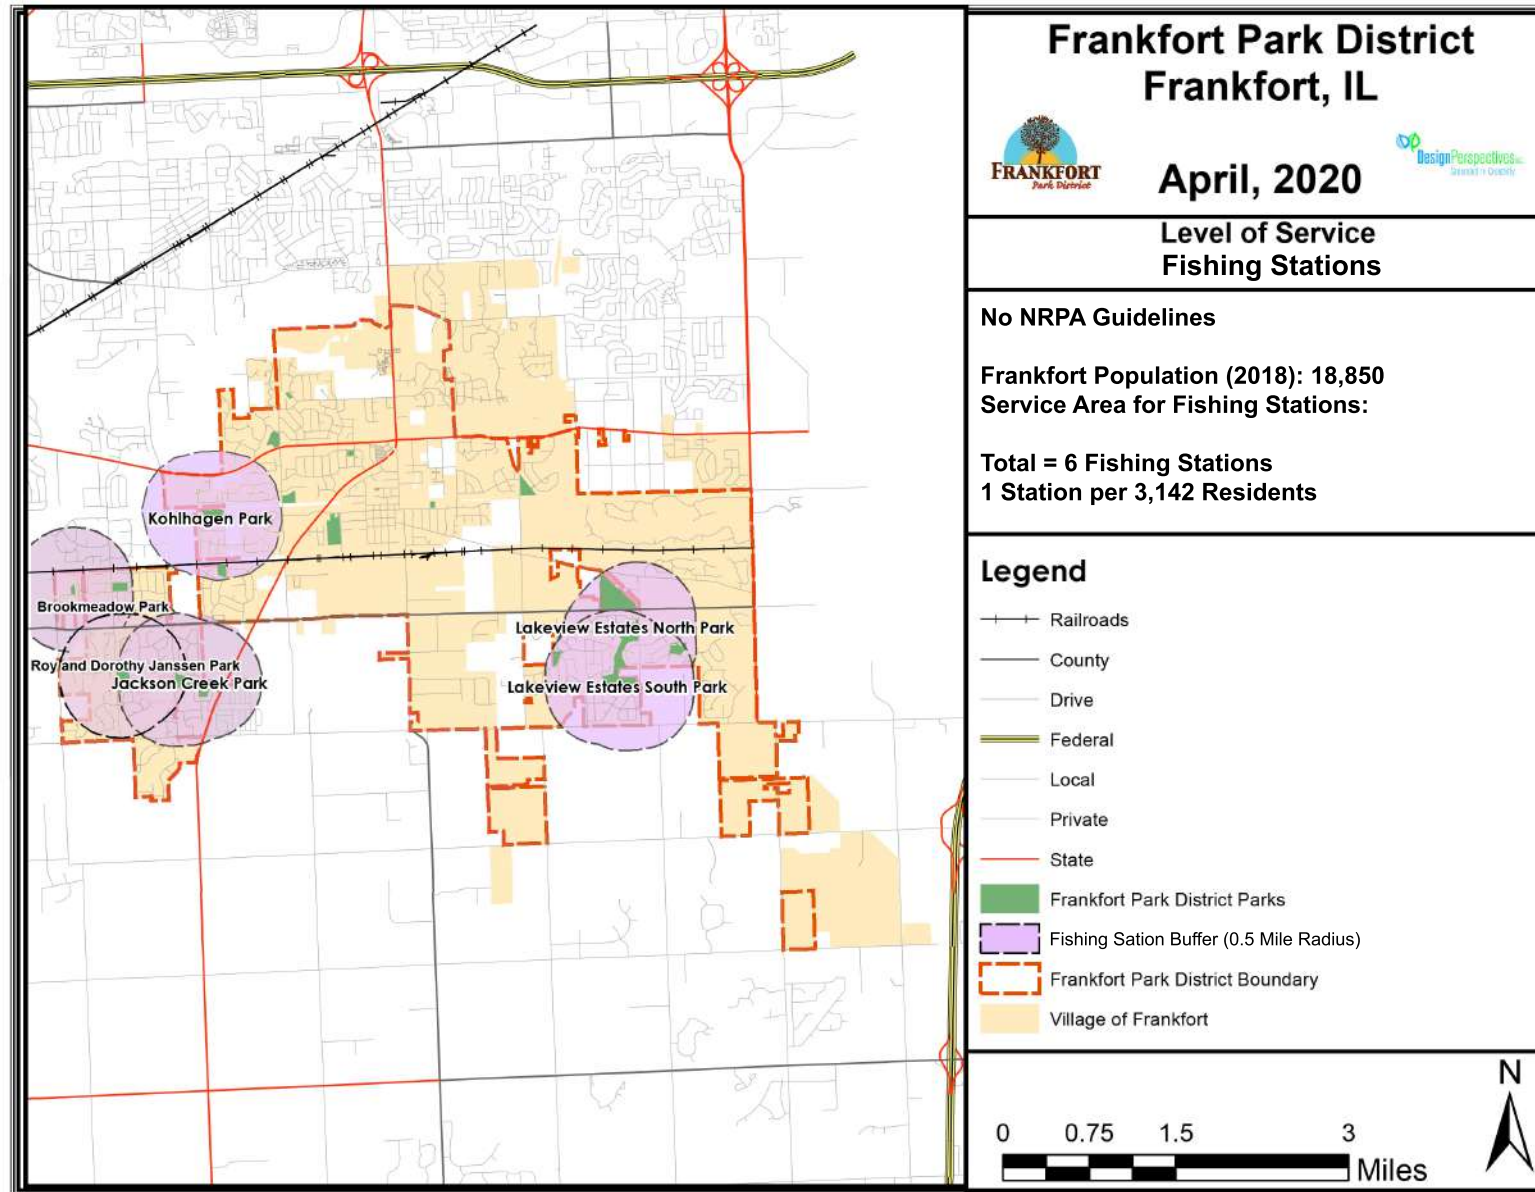 Frankfort Park District
Frankfort, IL
FRANKFORT
Park District
DesignPerspectives
April, 2020
Level of Service
Fishing Stations
No NRPA Guidelines
Frankfort Population (2018): 18,850
Service Area for Fishing Stations:
Total = 6 Fishing Stations
1 Station per 3,142 Residents
Kohlhagen Park
Brookmeadow Park
Roy and Dorothy Janssen Park
Jackson Creek Park
Lakeview Estates North Park
Lakeview Estates South Park
Legend
Railroads
County
Drive
Federal
Local
Private
State
Frankfort Park District Parks
Fishing Sation Buffer (0.5 Mile Radius)
Frankfort Park District Boundary
Village of Frankfort
N
0 0.75 1.5 3
Miles